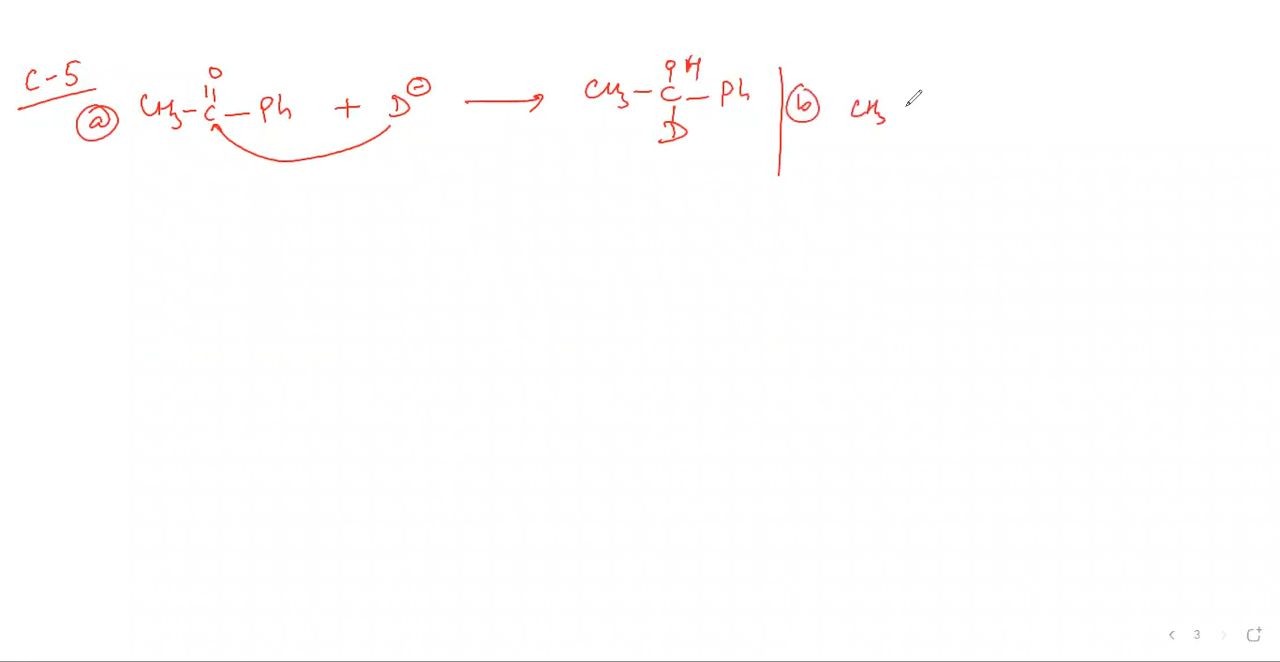 C-5
O OH
(a) CH3-C-Ph + D⊖ ⟶ CH3-C-Ph | (b) CH3
D
< 3 >